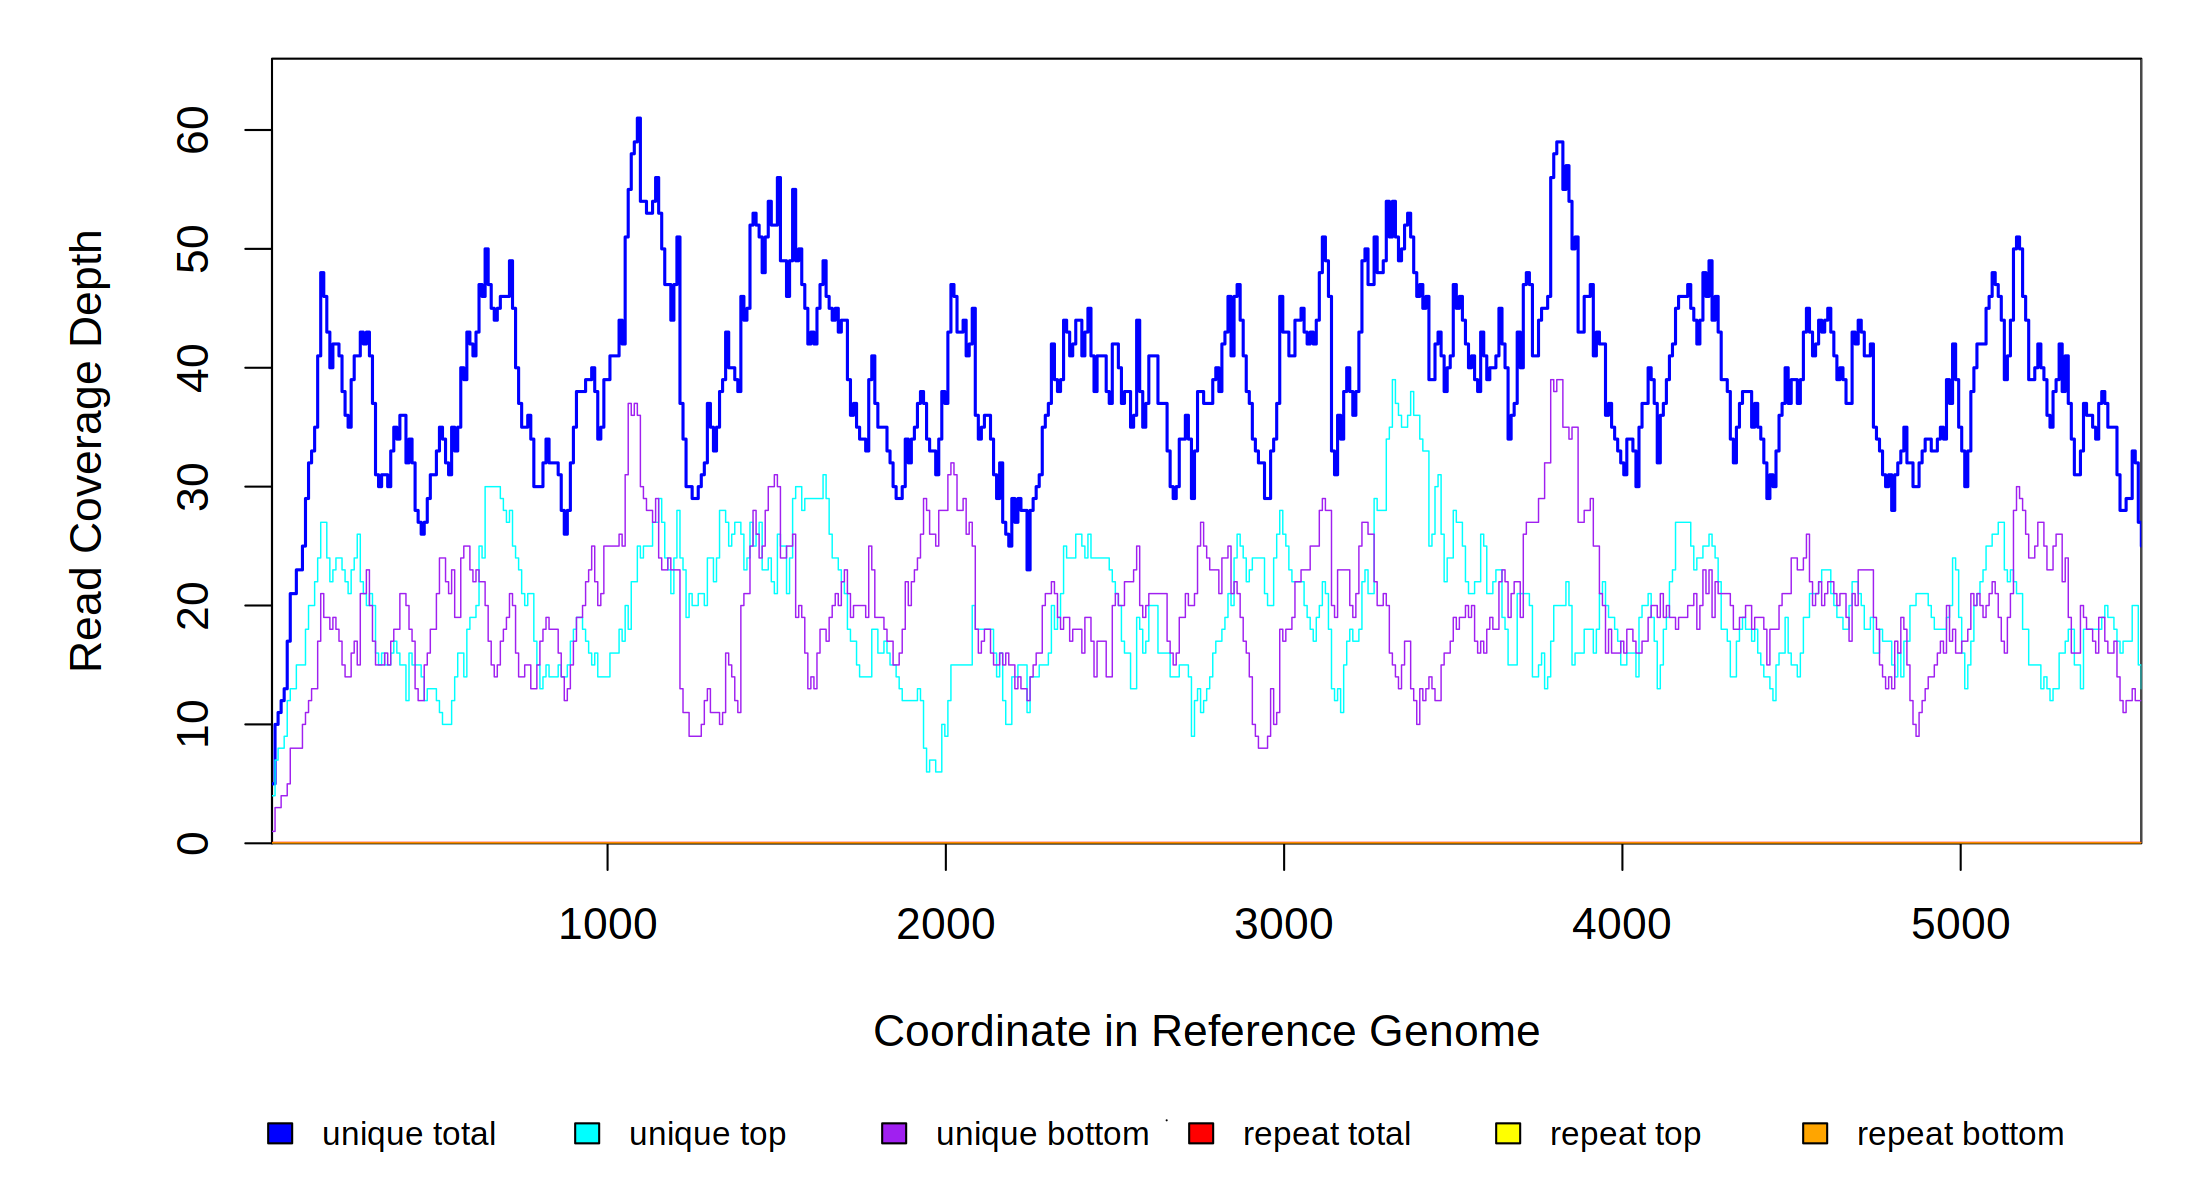 Read Coverage Depth
60
50
40
30
20
10
0
1000 2000 3000 4000 5000
Coordinate in Reference Genome
unique total unique top unique bottom repeat total repeat top repeat bottom